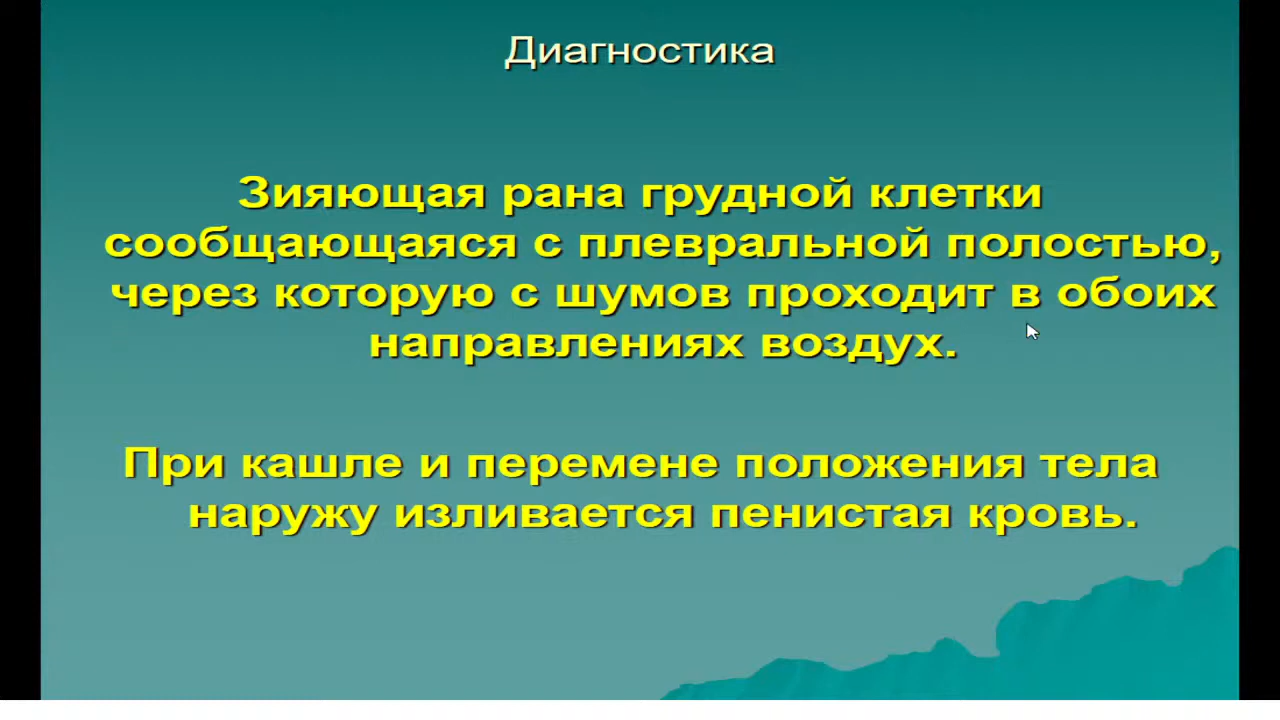 Диагностика
Зияющая рана грудной клетки
сообщающаяся с плевральной полостью,
через которую с шумов проходит в обоих
направлениях воздух.
При кашле и перемене положения тела
наружу изливается пенистая кровь.